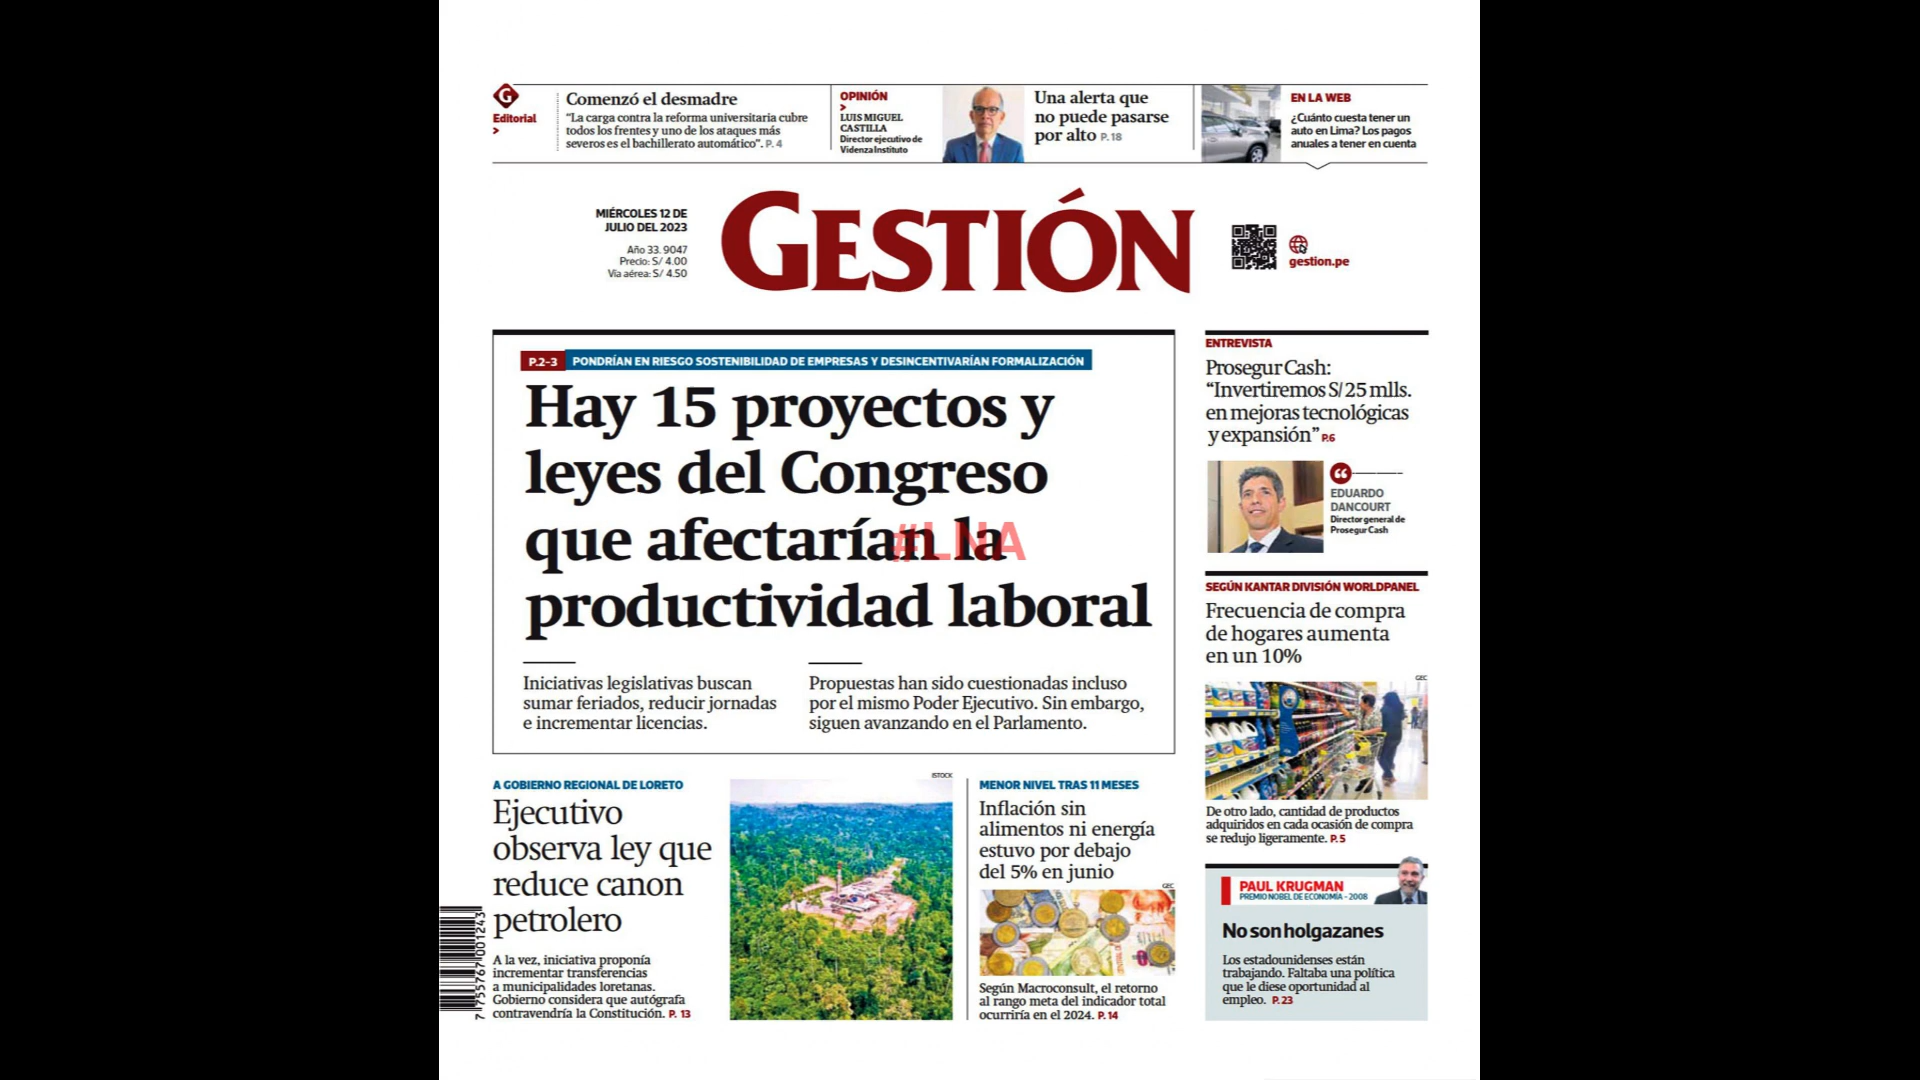 G
Editorial
>
Comenzó el desmadre
“La carga contra la reforma universitaria cubre
todos los frentes y uno de los ataques más
severos es el bachillerato automático”. P. 4
OPINIÓN
>
LUIS MIGUEL
CASTILLA
Director ejecutivo de
Videnza Instituto
Una alerta que
no puede pasarse
por alto P. 18
EN LA WEB
¿Cuánto cuesta tener un
auto en Lima? Los pagos
anuales a tener en cuenta
MIÉRCOLES 12 DE
JULIO DEL 2023
Año 33. 9047
Precio: S/ 4.00
Vía aérea: S/ 4.50
GESTIÓN
gestion.pe
P.2-3 PONDRÍAN EN RIESGO SOSTENIBILIDAD DE EMPRESAS Y DESINCENTIVARÍAN FORMALIZACIÓN
Hay 15 proyectos y
leyes del Congreso
que afectarían la
productividad laboral
#LNA
Iniciativas legislativas buscan
sumar feriados, reducir jornadas
e incrementar licencias.
Propuestas han sido cuestionadas incluso
por el mismo Poder Ejecutivo. Sin embargo,
siguen avanzando en el Parlamento.
ENTREVISTA
Prosegur Cash:
“Invertiremos S/ 25 mlls.
en mejoras tecnológicas
y expansión” P.6
EDUARDO
DANCOURT
Director general de
Prosegur Cash
SEGÚN KANTAR DIVISIÓN WORLDPANEL
Frecuencia de compra
de hogares aumenta
en un 10%
GEC
De otro lado, cantidad de productos
adquiridos en cada ocasión de compra
se redujo ligeramente. P. 5
A GOBIERNO REGIONAL DE LORETO
Ejecutivo
observa ley que
reduce canon
petrolero
A la vez, iniciativa proponía
incrementar transferencias
a municipalidades loretanas.
Gobierno considera que autógrafa
contravendría la Constitución. P. 13
ISTOCK
MENOR NIVEL TRAS 11 MESES
Inflación sin
alimentos ni energía
estuvo por debajo
del 5% en junio
GEC
Según Macroconsult, el retorno
al rango meta del indicador total
ocurriría en el 2024. P. 14
PAUL KRUGMAN
PREMIO NOBEL DE ECONOMÍA - 2008
No son holgazanes
Los estadounidenses están
trabajando. Faltaba una política
que le diese oportunidad al
empleo. P. 23
7 755767 001243